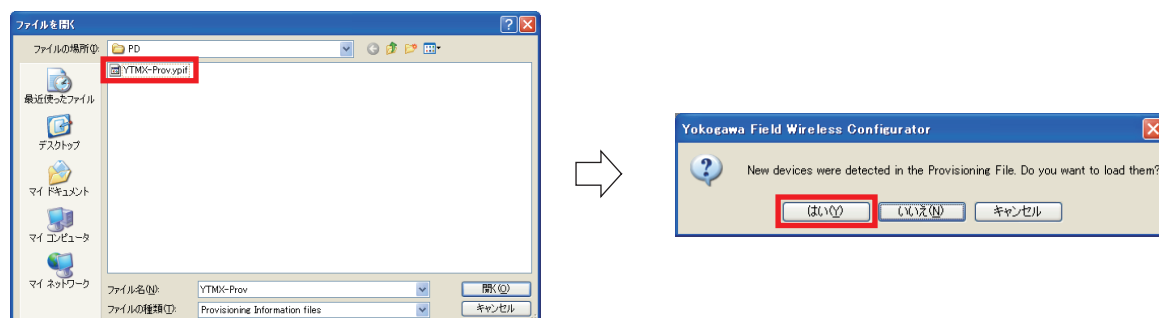 ファイルを開く
ファイルの場所(I):
PD
YTMX-Prov.ypif
最近使ったファイル
デスクトップ
マイ ドキュメント
マイ コンピュータ
マイ ネットワーク
ファイル名(N):
YTMX-Prov
開く(O)
ファイルの種類(T):
Provisioning Information files
キャンセル
Yokogawa Field Wireless Configurator
New devices were detected in the Provisioning File. Do you want to load them?
はい(Y)
いいえ(N)
キャンセル